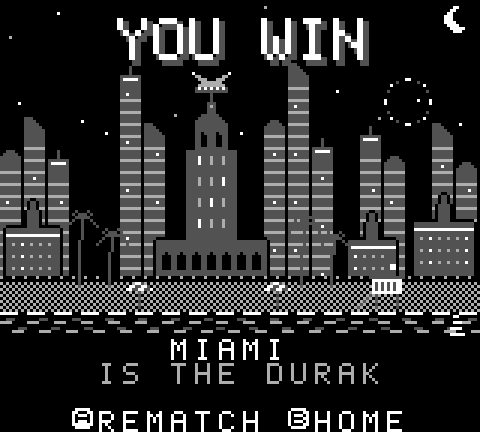 YOU WIN
MIAMI
IS THE DURAK
Ⓐ REMATCH Ⓑ HOME